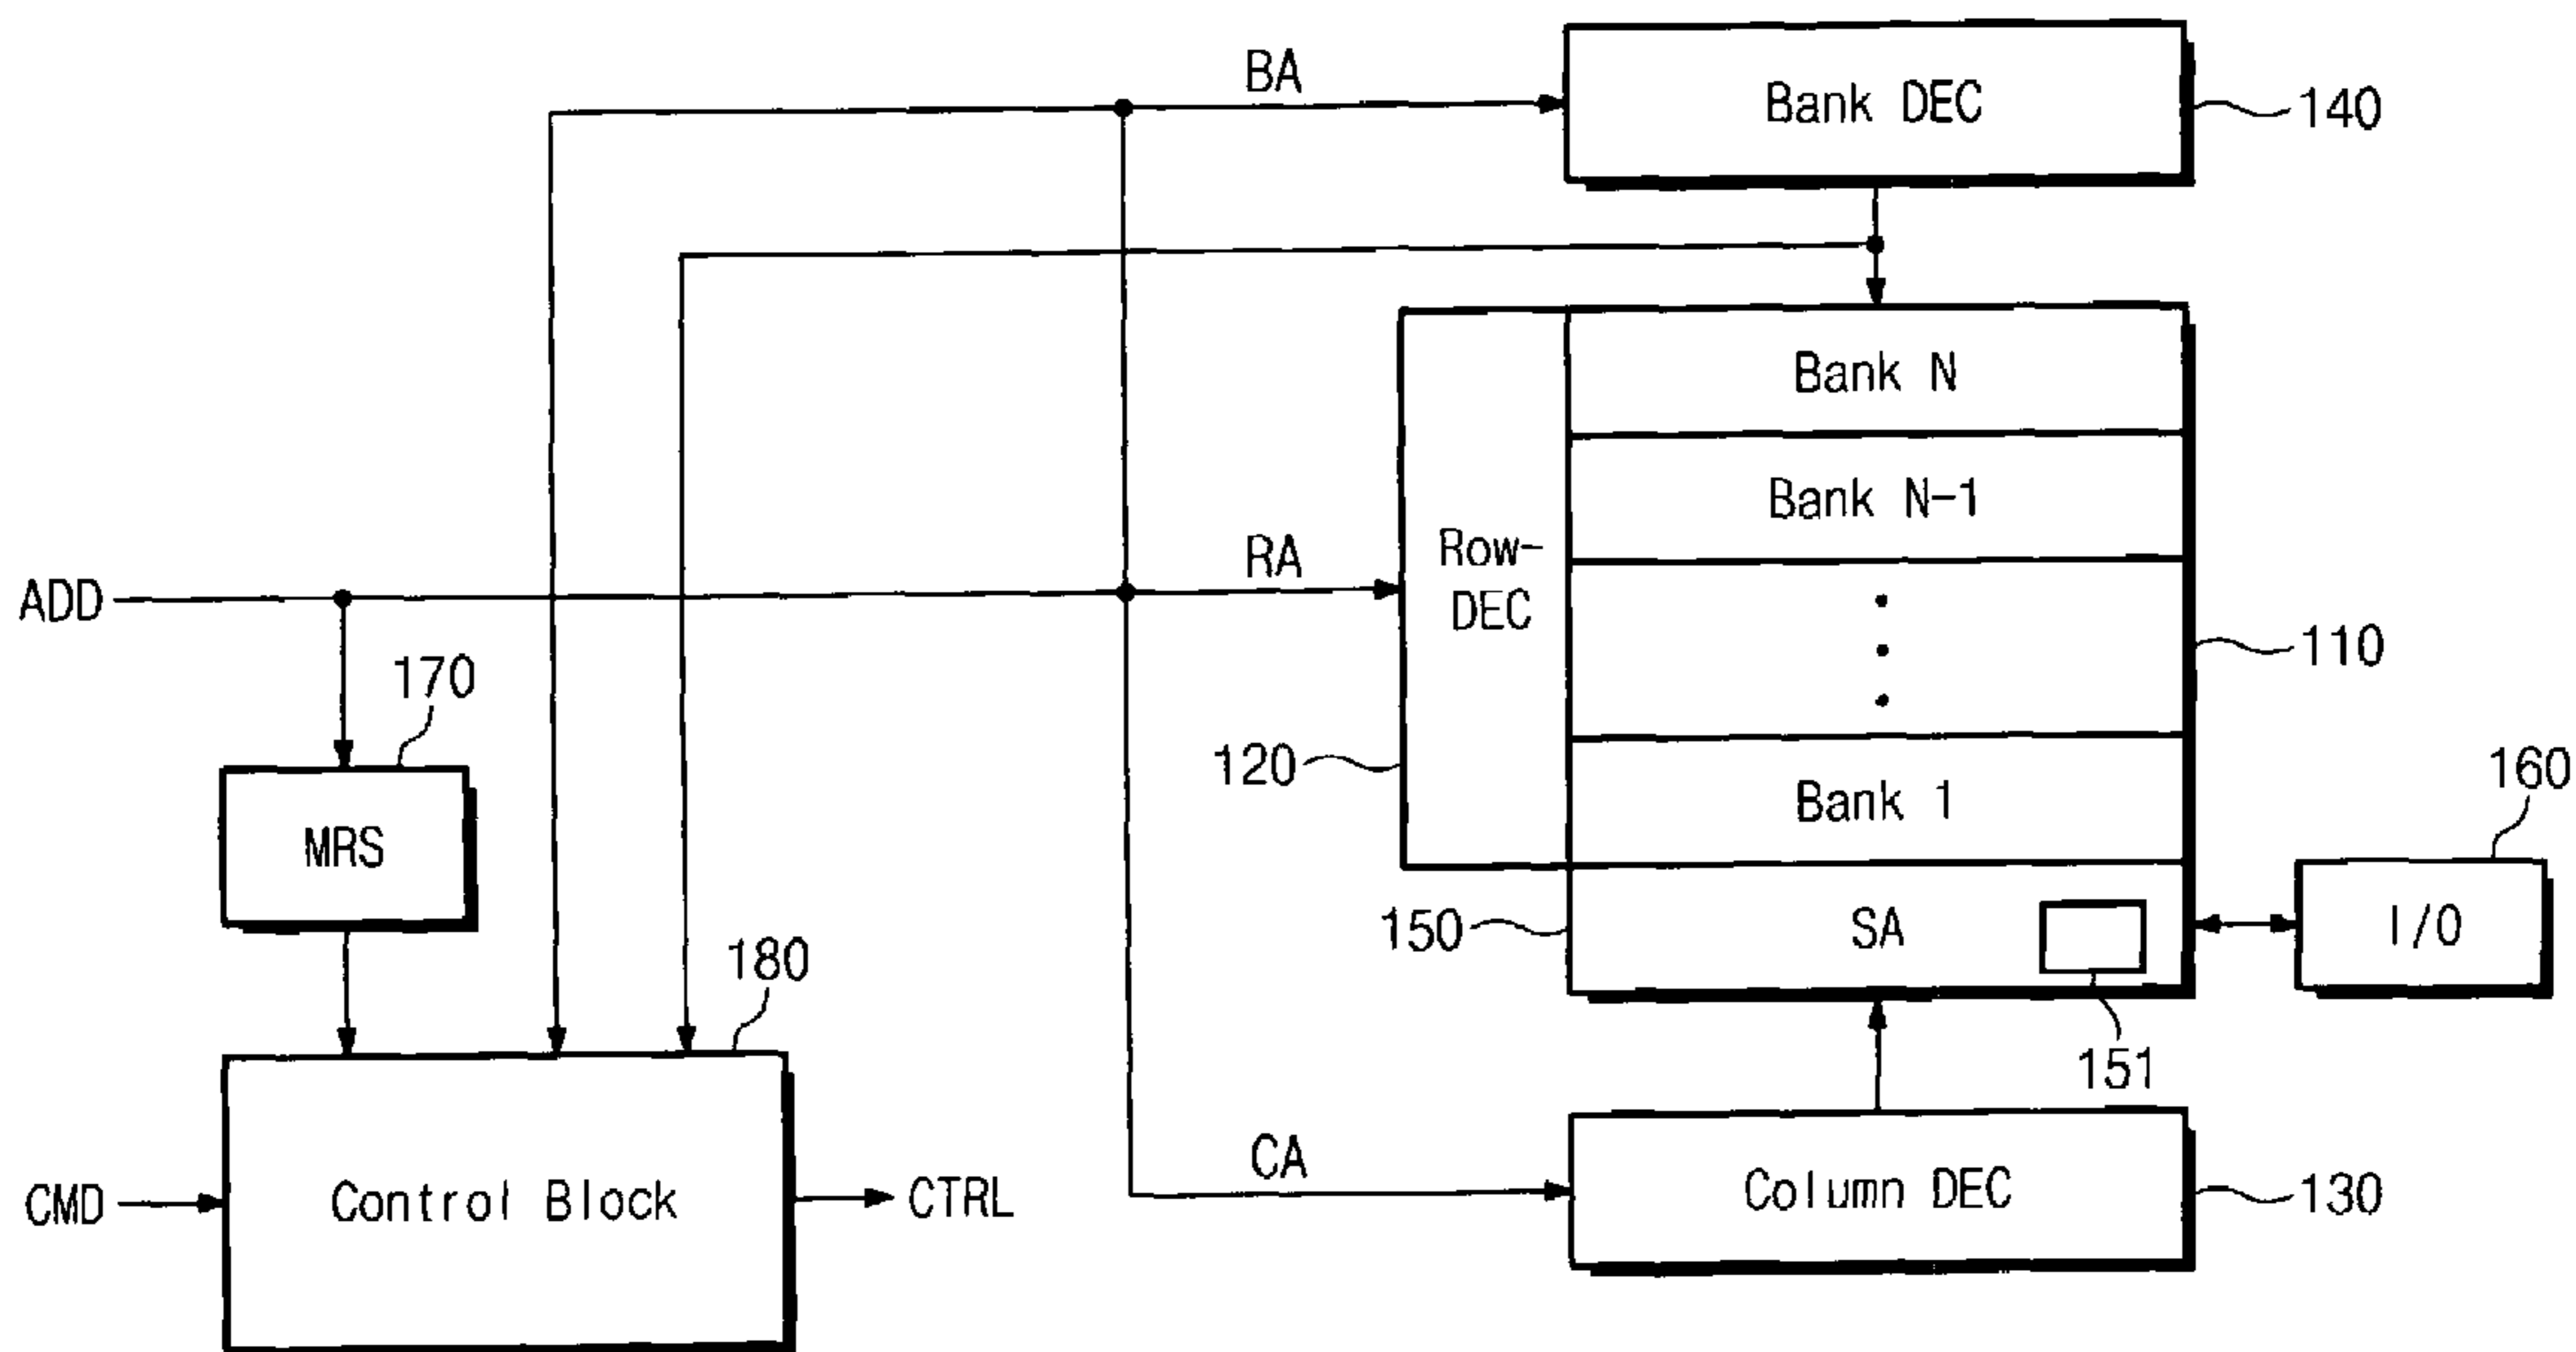 BA
Bank DEC
140
Bank N
Bank N-1
Row-
DEC
RA
ADD
110
170
120
160
Bank 1
MRS
150
SA
I/O
180
151
CA
Column DEC
130
CMD
Control Block
CTRL